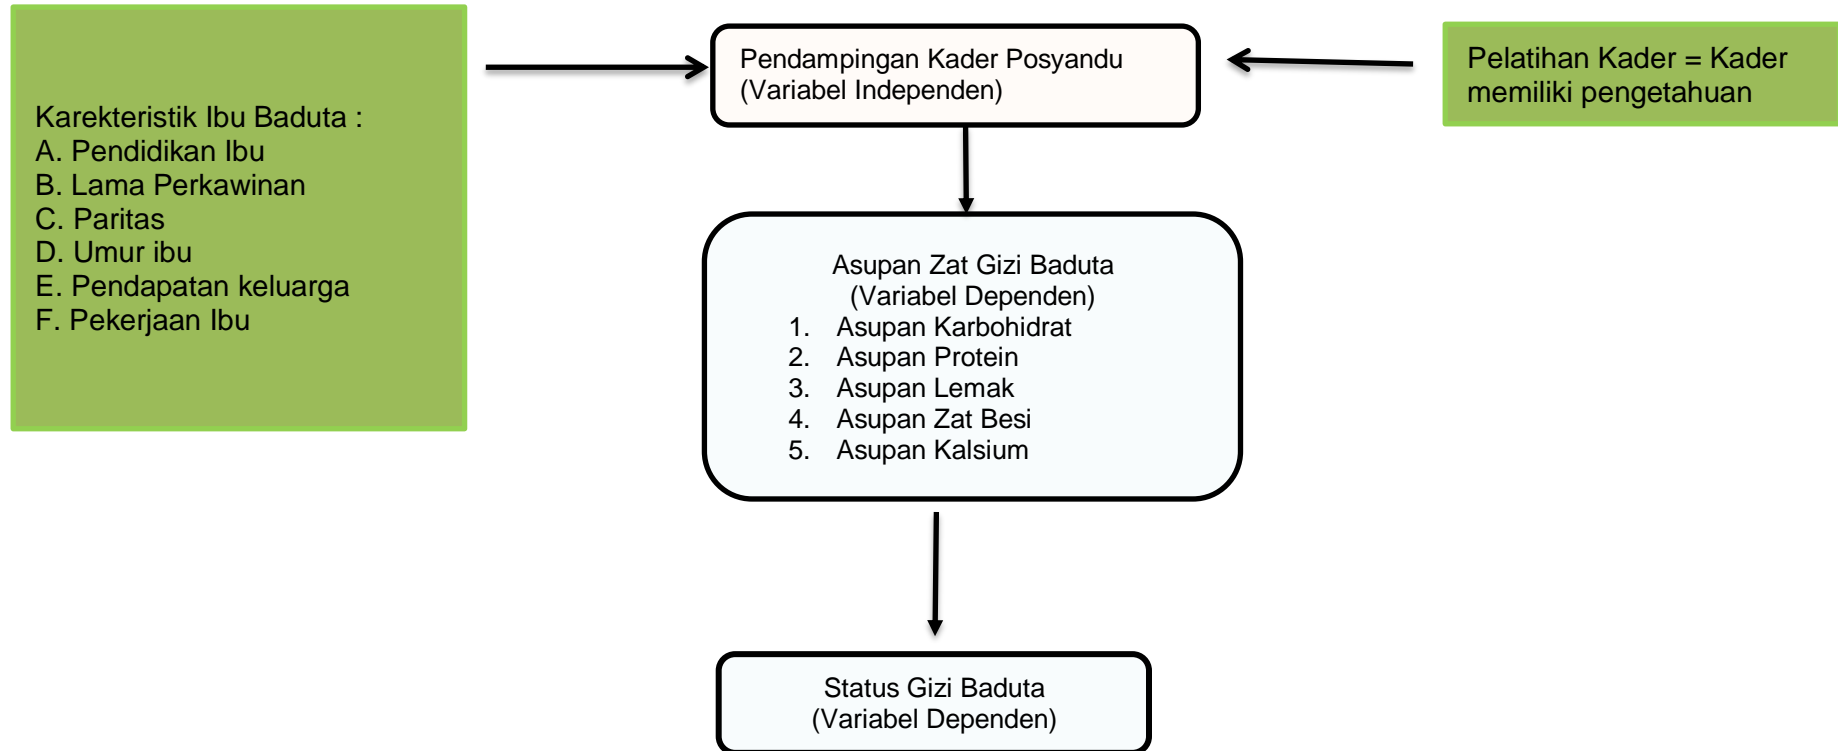 Karekteristik Ibu Baduta :
A. Pendidikan Ibu
B. Lama Perkawinan
C. Paritas
D. Umur ibu
E. Pendapatan keluarga
F. Pekerjaan Ibu
Pendampingan Kader Posyandu
(Variabel Independen)
Pelatihan Kader = Kader
memiliki pengetahuan
Asupan Zat Gizi Baduta
(Variabel Dependen)
1. Asupan Karbohidrat
2. Asupan Protein
3. Asupan Lemak
4. Asupan Zat Besi
5. Asupan Kalsium
Status Gizi Baduta
(Variabel Dependen)